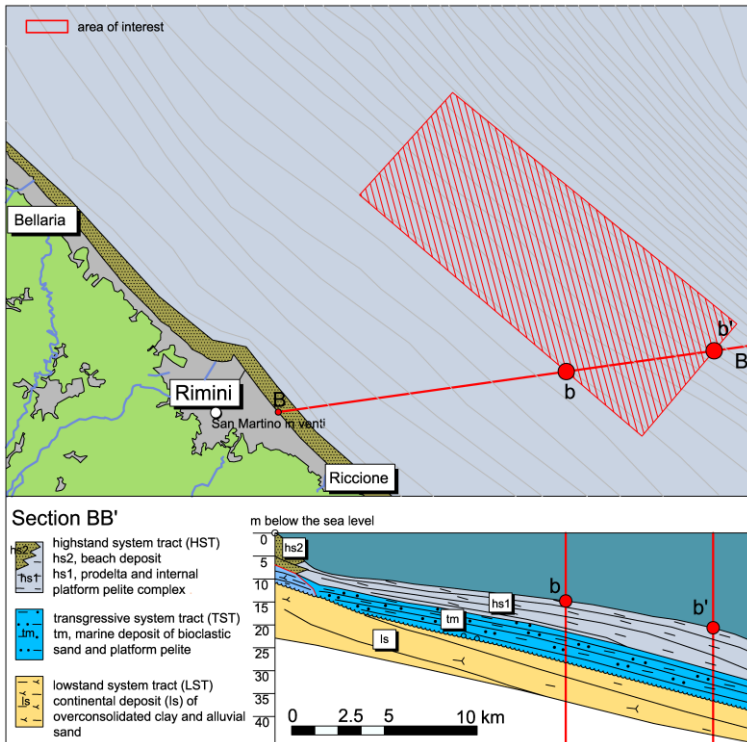 area of interest
Bellaria
b'
B
b
Rimini
B
San Martino in venti
Riccione
Section BB'
m below the sea level
hs2
hs1
highstand system tract (HST)
hs2, beach deposit
hs1, prodelta and internal
platform pelite complex
tm
transgressive system tract (TST)
tm, marine deposit of bioclastic
sand and platform pelite
ls
lowstand system tract (LST)
continental deposit (ls) of
overconsolidated clay and alluvial
sand
0
5
10
15
20
25
30
35
40
hs2
hs1
tm
ls
b
b'
0 2.5 5 10 km